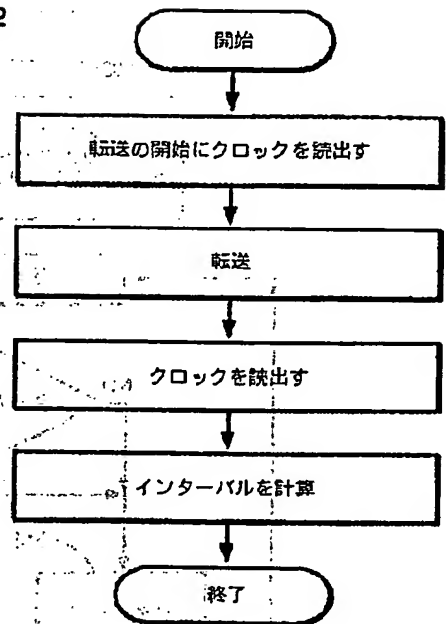 2
開始
転送の開始にクロックを読出す
転送
クロックを読出す
インターバルを計算
終了